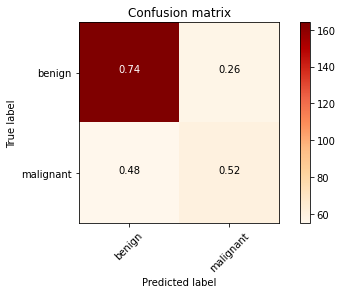 Confusion matrix
benign
malignant
True label
0.74
0.26
0.48
0.52
benign
malignant
Predicted label
160
140
120
100
80
60